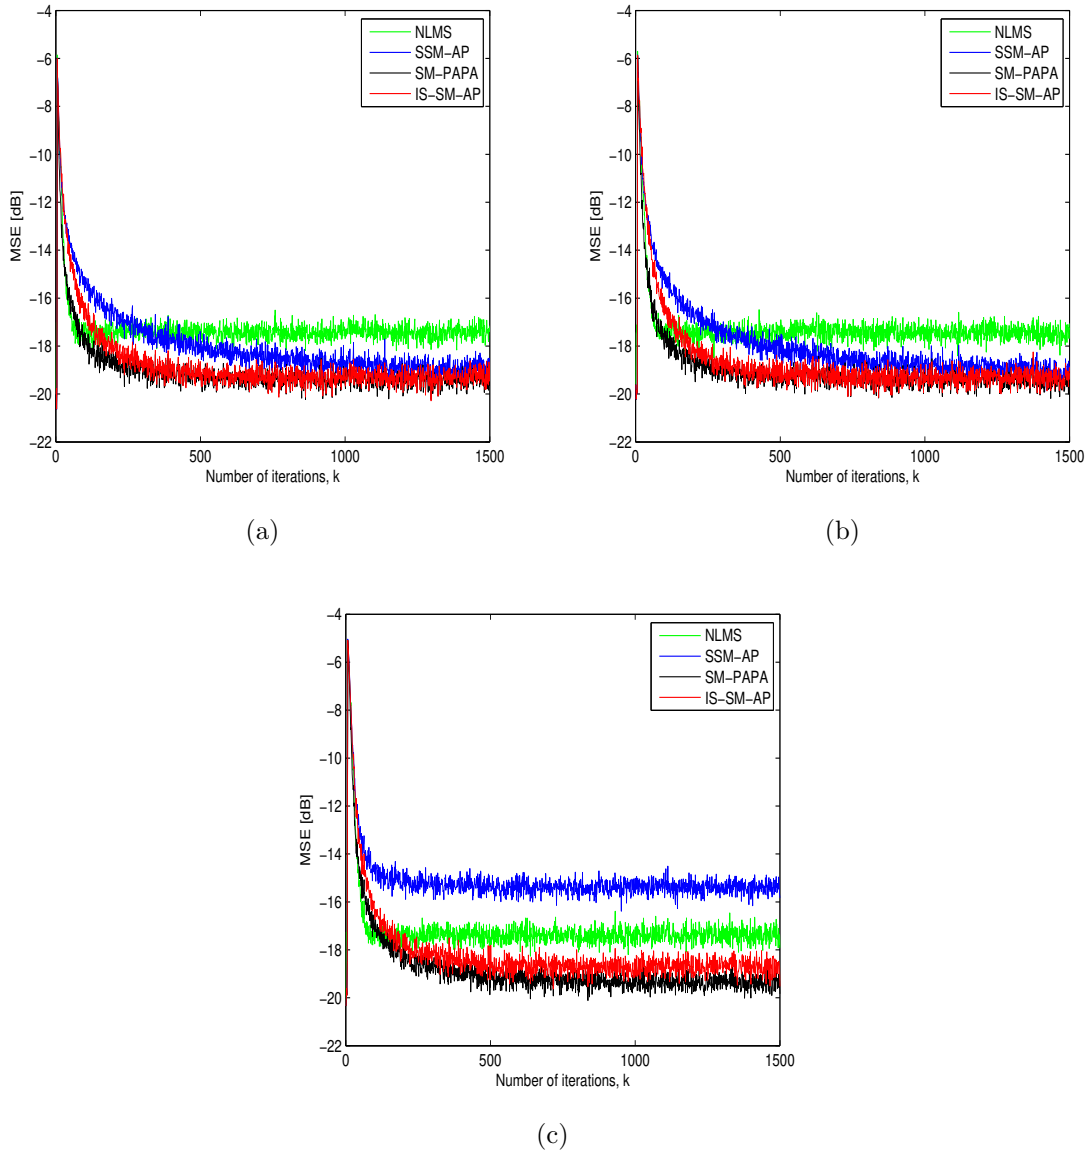 −4
−6
−8
−10
−12
−14
−16
−18
−20
−22
MSE [dB]
0
500
1000
1500
Number of iterations, k
NLMS
SSM−AP
SM−PAPA
IS−SM−AP
(a)
−4
−6
−8
−10
−12
−14
−16
−18
−20
−22
MSE [dB]
0
500
1000
1500
Number of iterations, k
NLMS
SSM−AP
SM−PAPA
IS−SM−AP
(b)
−4
−6
−8
−10
−12
−14
−16
−18
−20
−22
MSE [dB]
0
500
1000
1500
Number of iterations, k
NLMS
SSM−AP
SM−PAPA
IS−SM−AP
(c)